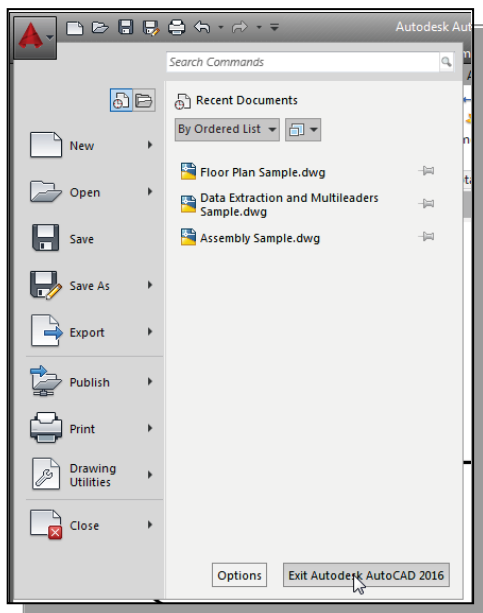 Autodesk Aut
Search Commands
Recent Documents
By Ordered List
New
Floor Plan Sample.dwg
Open
Data Extraction and Multileaders
Sample.dwg
Save
Assembly Sample.dwg
Save As
Export
Publish
Print
Drawing
Utilities
Close
Options
Exit Autodesk AutoCAD 2016